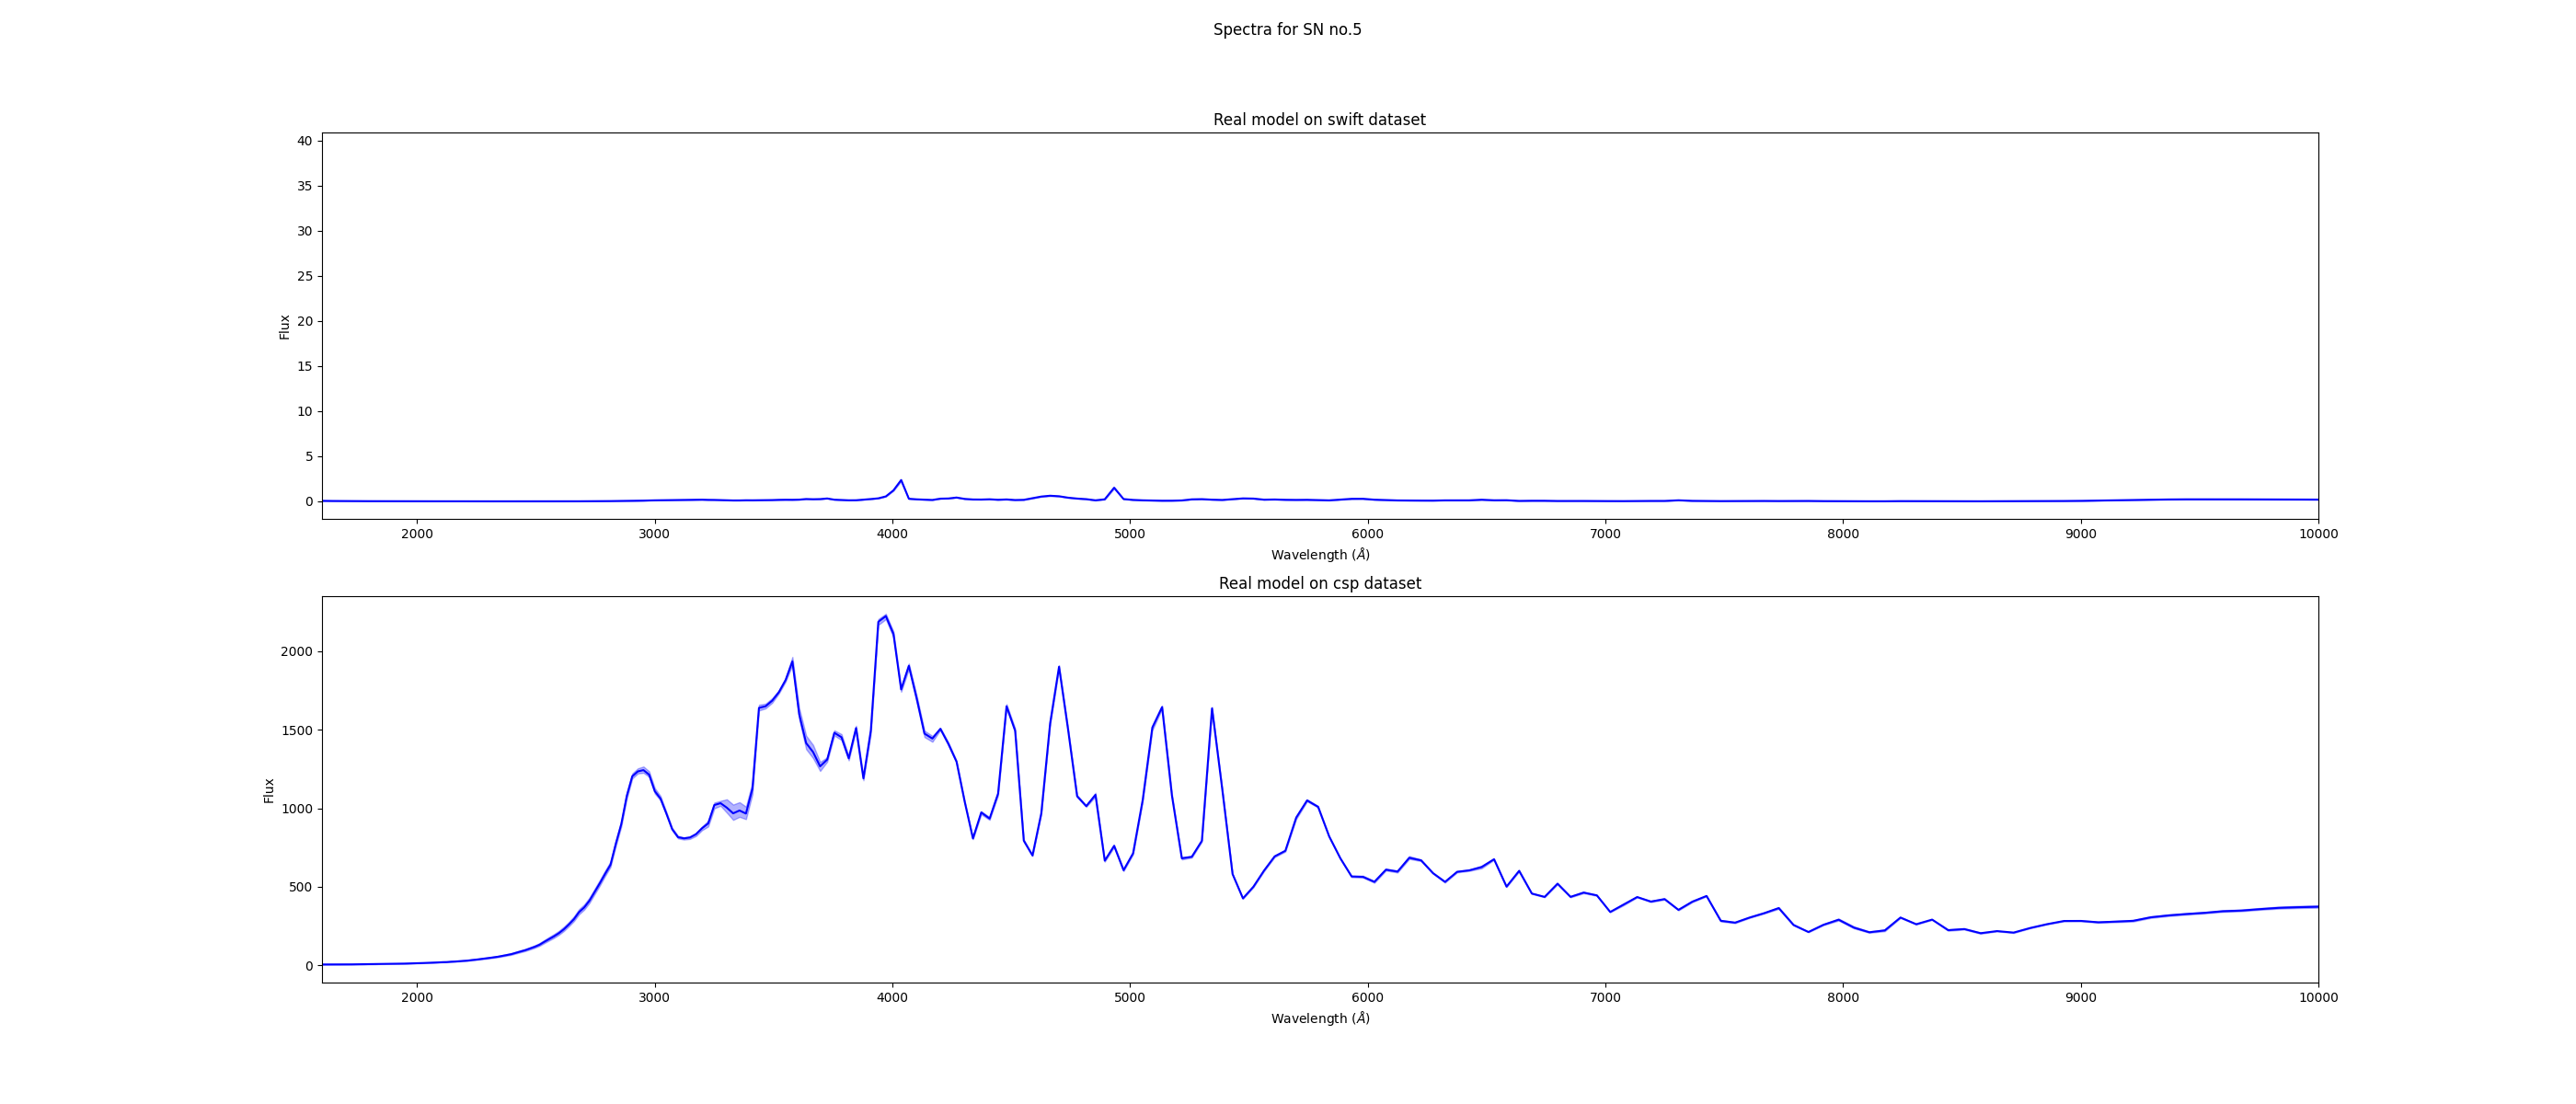 Spectra for SN no.5
Real model on swift dataset
40
35
30
25
20
15
10
5
0
Flux
2000 3000 4000 5000 6000 7000 8000 9000 10000
Wavelength (Å)
Real model on csp dataset
2000
1500
1000
500
0
Flux
2000 3000 4000 5000 6000 7000 8000 9000 10000
Wavelength (Å)